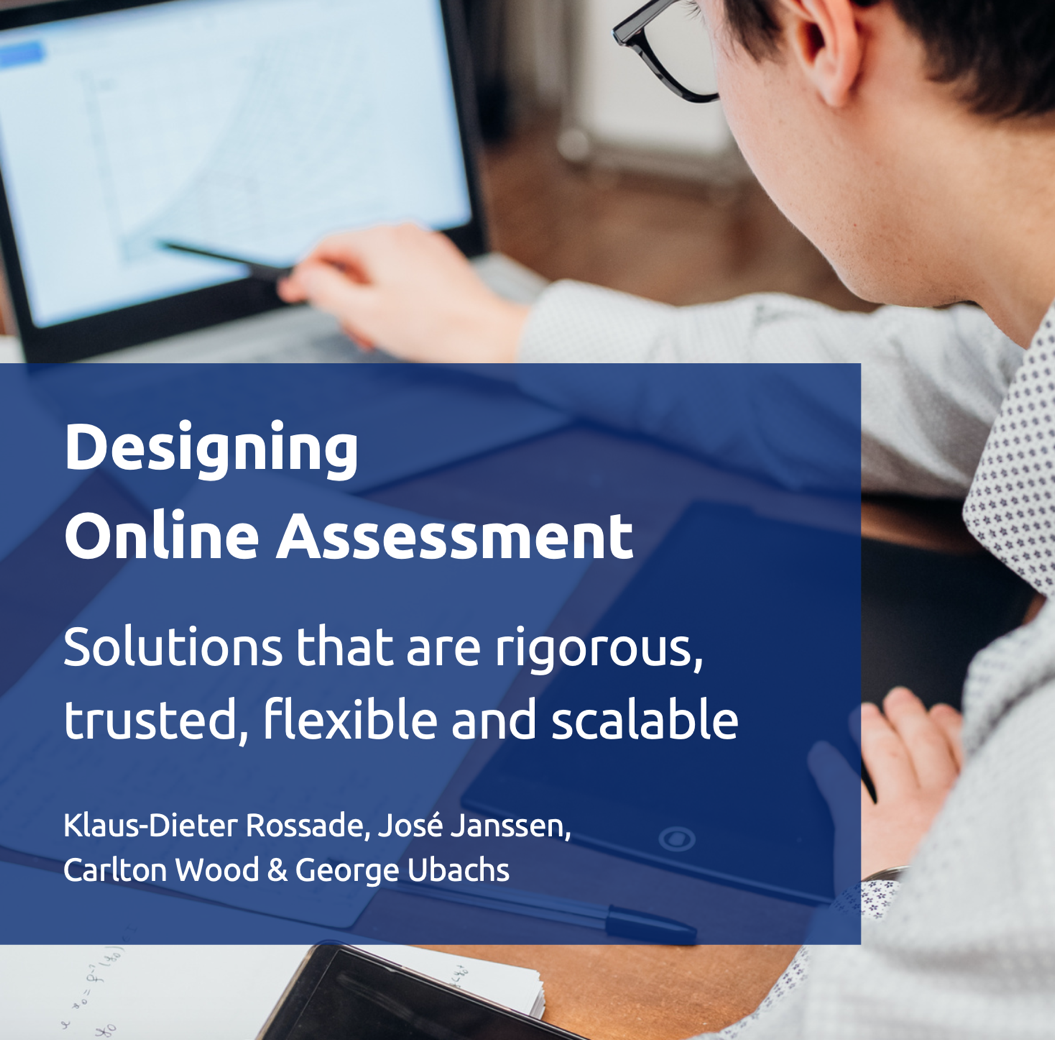 Designing
Online Assessment
Solutions that are rigorous,
trusted, flexible and scalable
Klaus-Dieter Rossade, José Janssen,
Carlton Wood & George Ubachs